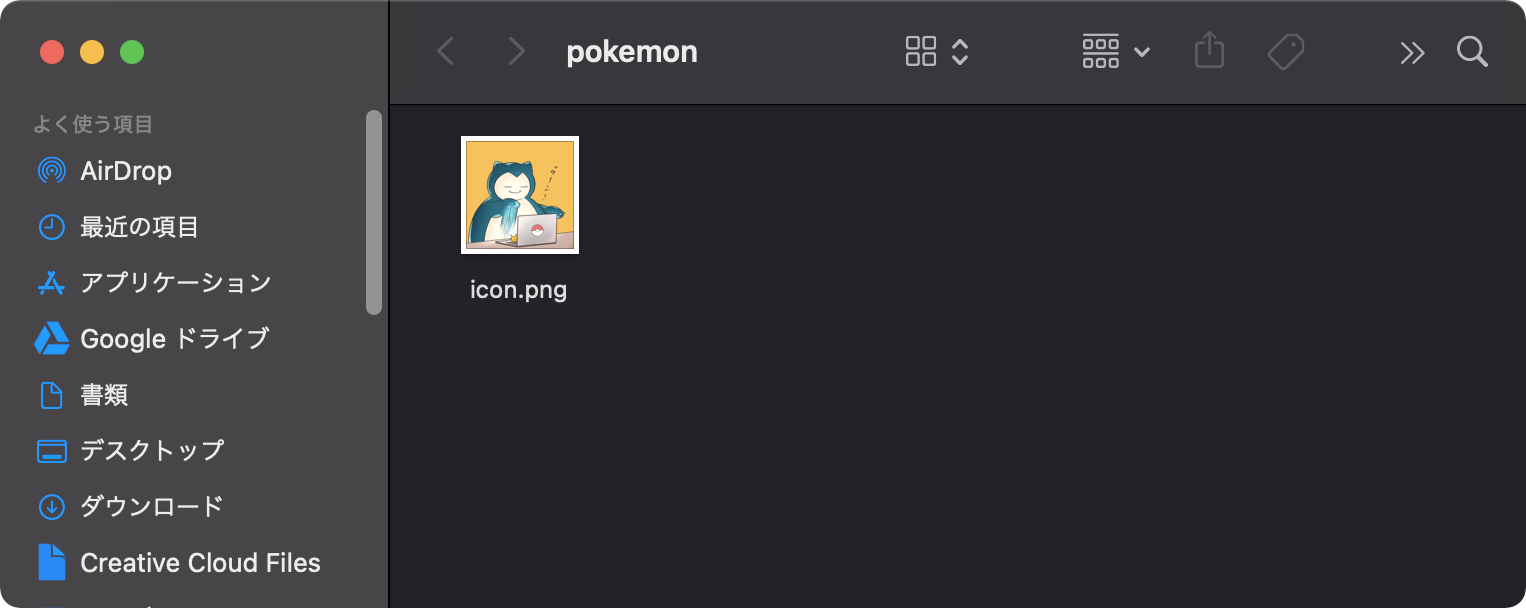 pokemon
よく使う項目
AirDrop
最近の項目
アプリケーション
Google ドライブ
書類
デスクトップ
ダウンロード
Creative Cloud Files
icon.png